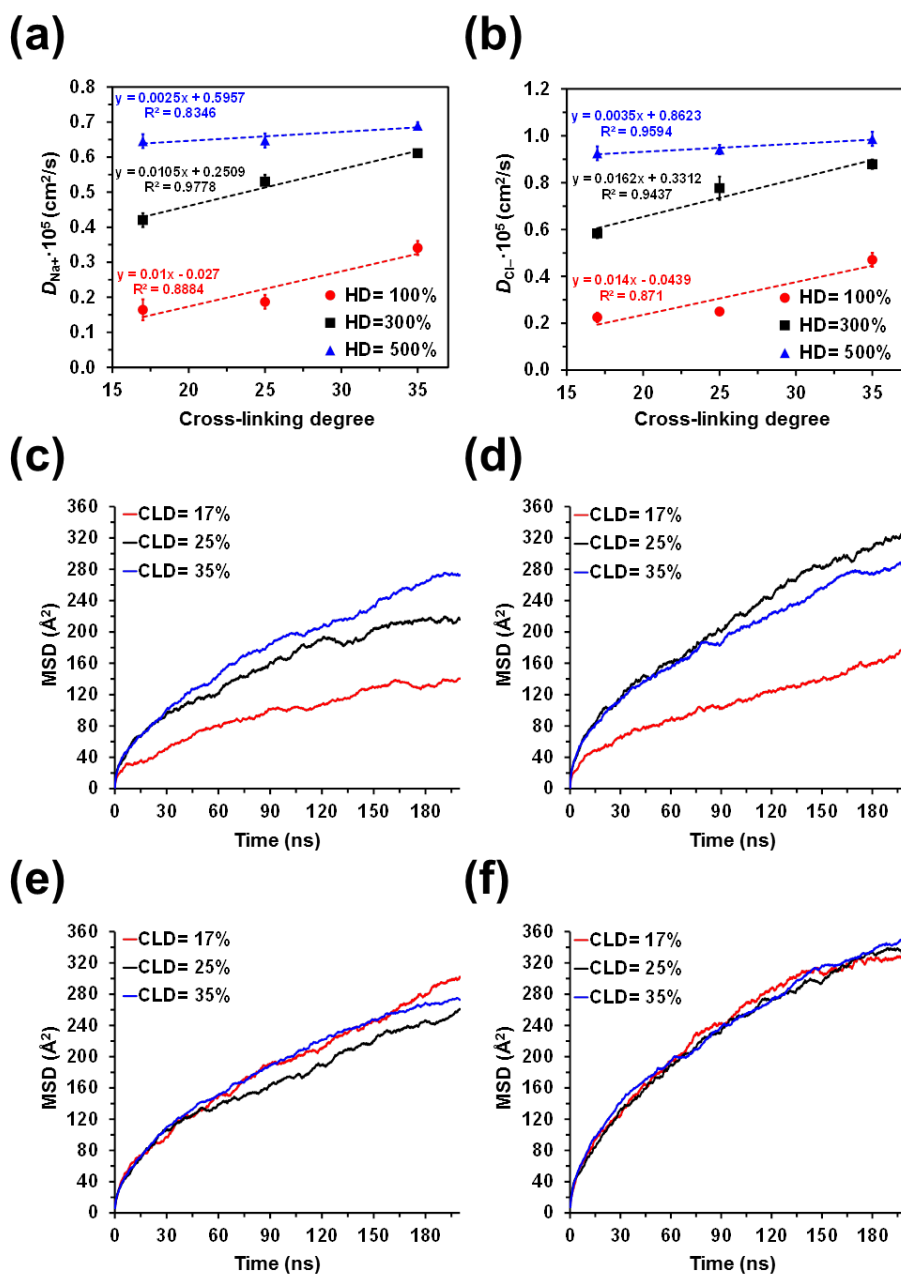 (a)
0.8
0.7
0.6
0.5
0.4
0.3
0.2
0.1
0.0
D_Na+·10⁵ (cm²/s)
y = 0.0025x + 0.5957
R² = 0.8346
y = 0.0105x + 0.2509
R² = 0.9778
y = 0.01x - 0.027
R² = 0.8884
HD= 100%
HD=300%
HD= 500%
15 20 25 30 35
Cross-linking degree
(b)
1.2
1.0
0.8
0.6
0.4
0.2
0.0
D_Cl–·10⁵ (cm²/s)
y = 0.0035x + 0.8623
R² = 0.9594
y = 0.0162x + 0.3312
R² = 0.9437
y = 0.014x -0.0439
R² = 0.871
HD= 100%
HD=300%
HD= 500%
15 20 25 30 35
Cross-linking degree
(c)
360
320
280
240
200
160
120
80
40
0
MSD (Å²)
CLD= 17%
CLD= 25%
CLD= 35%
0 30 60 90 120 150 180
Time (ns)
(d)
360
320
280
240
200
160
120
80
40
0
MSD (Å²)
CLD= 17%
CLD= 25%
CLD= 35%
0 30 60 90 120 150 180
Time (ns)
(e)
360
320
280
240
200
160
120
80
40
0
MSD (Å²)
CLD= 17%
CLD= 25%
CLD= 35%
0 30 60 90 120 150 180
Time (ns)
(f)
360
320
280
240
200
160
120
80
40
0
MSD (Å²)
CLD= 17%
CLD= 25%
CLD= 35%
0 30 60 90 120 150 180
Time (ns)